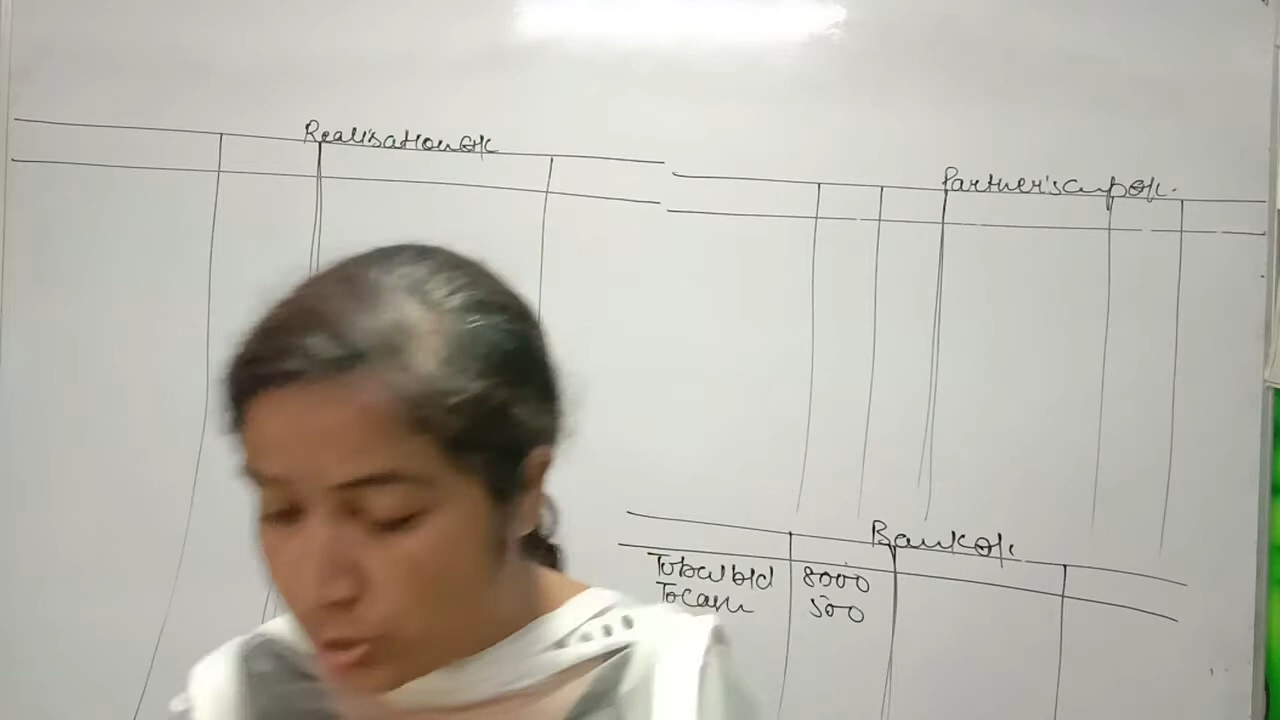 Realisation a/c
Partner's cap a/c.
Bank a/c
To bal b/d 8000
To cash 500